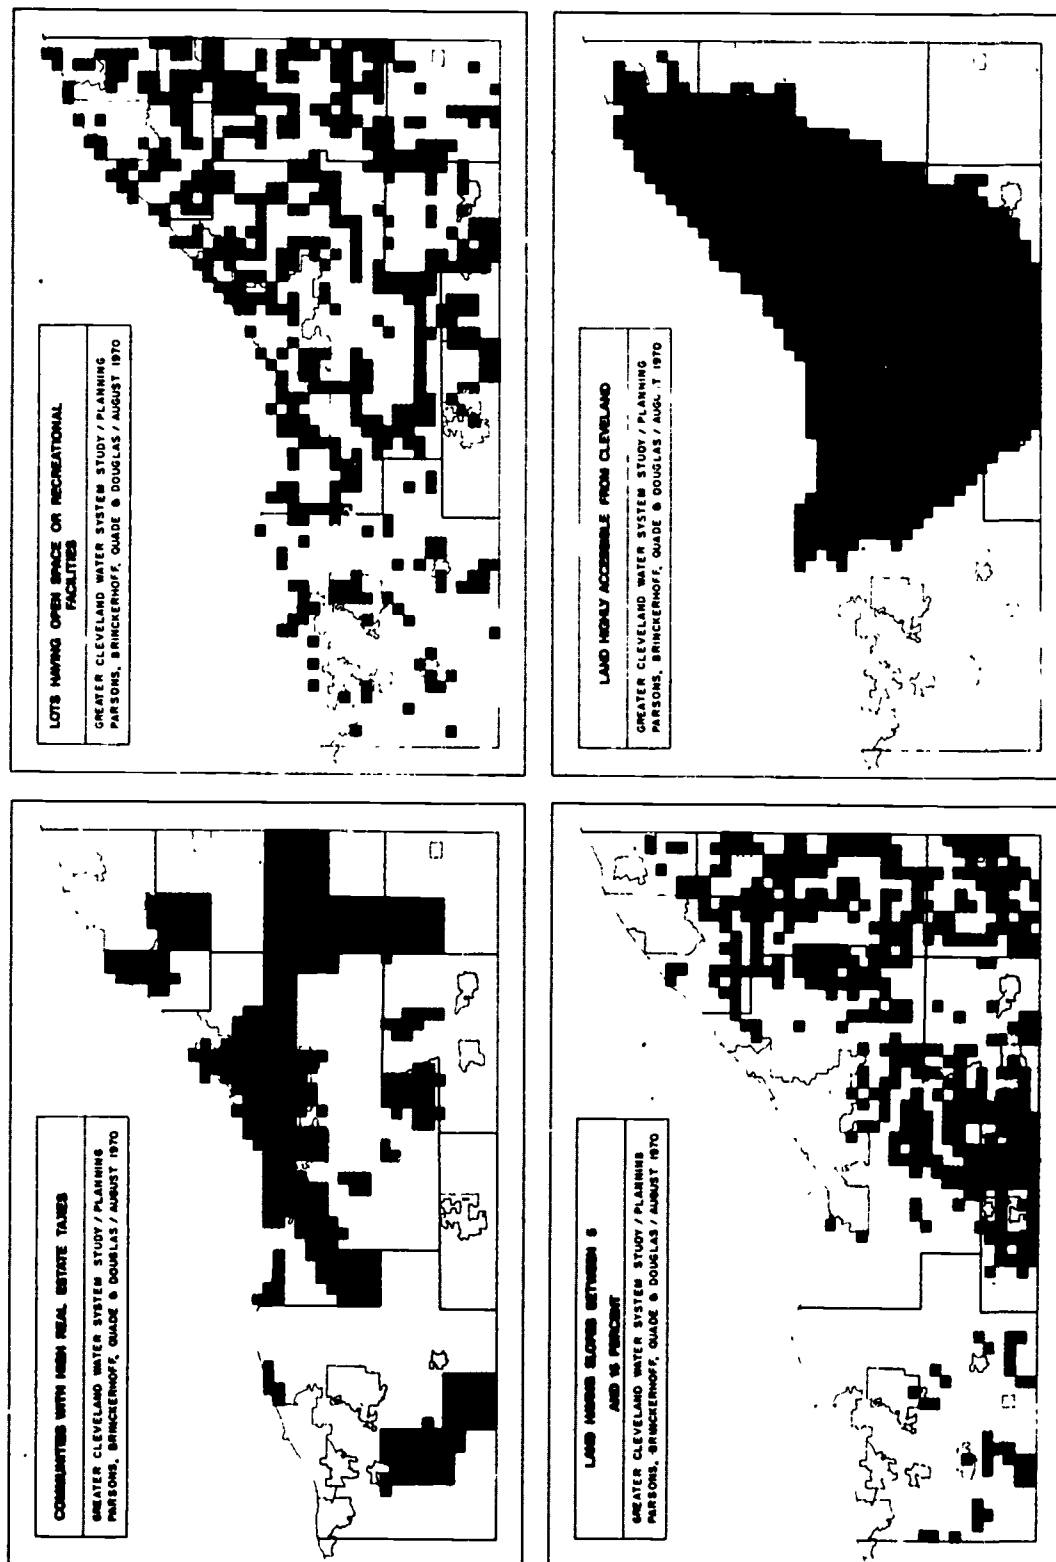 LOTS HAVING OPEN SPACE OR RECREATIONAL
FACILITIES
GREATER CLEVELAND WATER SYSTEM STUDY / PLANNING
PARSONS, BRINCKERHOFF, QUADE & DOUGLAS / AUGUST 1970
LAND HIGHLY ACCESSIBLE FROM CLEVELAND
GREATER CLEVELAND WATER SYSTEM STUDY / PLANNING
PARSONS, BRINCKERHOFF, QUADE & DOUGLAS / AUGU.T 1970
COMMUNITIES WITH HIGH REAL ESTATE TAXES
GREATER CLEVELAND WATER SYSTEM STUDY / PLANNING
PARSONS, BRINCKERHOFF, QUADE & DOUGLAS / AUGUST 1970
LAND HAVING SLOPES BETWEEN 6
AND 15 PERCENT
GREATER CLEVELAND WATER SYSTEM STUDY / PLANNING
PARSONS, BRINCKERHOFF, QUADE & DOUGLAS / AUGUST 1970